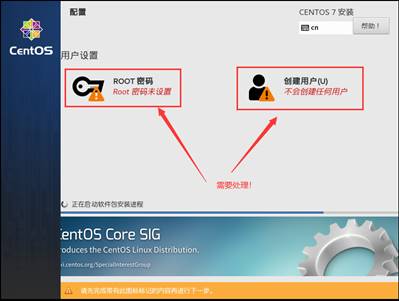 配置
CENTOS 7 安装
cn
帮助！
CentOS
用户设置
ROOT 密码
Root 密码未设置
创建用户(U)
不会创建任何用户
需要处理!
正在启动软件包安装进程
CentOS Core SIG
oduces the CentOS Linux Distribution.
ki.centos.org/SpecialInterestGroup
请先完成带有此图标标记的内容再进行下一步。